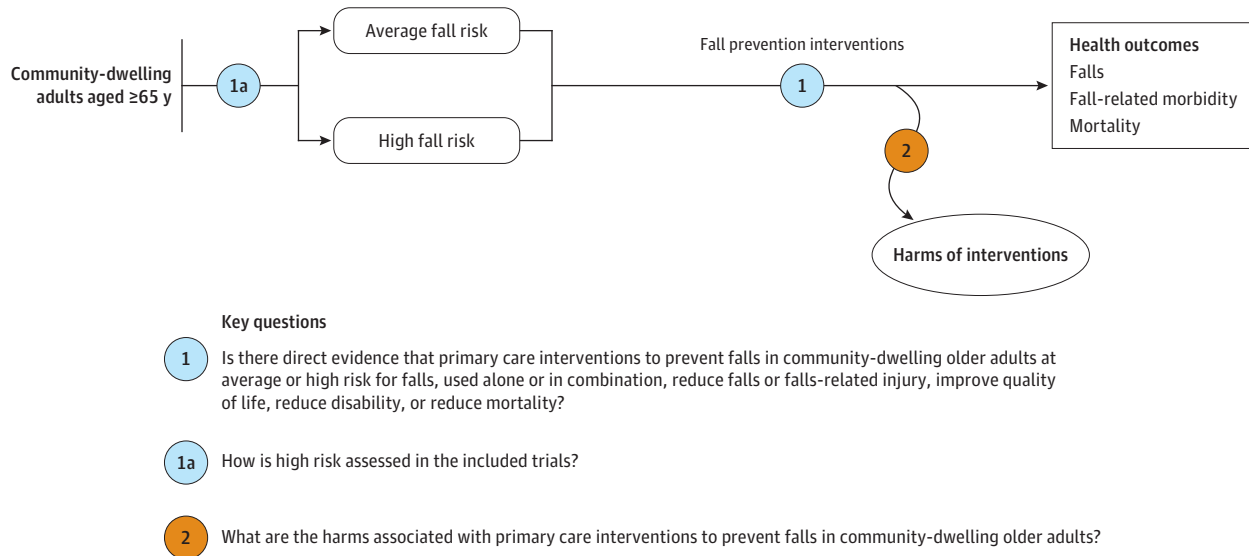 Average fall risk
Fall prevention interventions
Health outcomes
Community-dwelling
adults aged ≥65 y
1a
1
Falls
Fall-related morbidity
Mortality
High fall risk
2
Harms of interventions
Key questions
1 Is there direct evidence that primary care interventions to prevent falls in community-dwelling older adults at
average or high risk for falls, used alone or in combination, reduce falls or falls-related injury, improve quality
of life, reduce disability, or reduce mortality?
1a How is high risk assessed in the included trials?
2 What are the harms associated with primary care interventions to prevent falls in community-dwelling older adults?